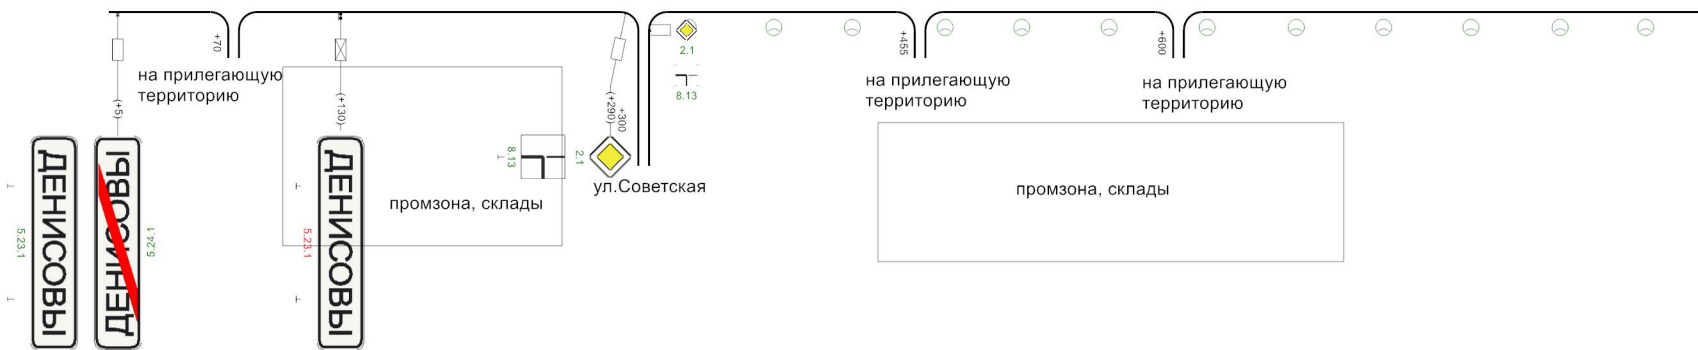 +70
на прилегающую
территорию
(+5)
(+130)
(+290)
+300
2.1
8.13
+455
на прилегающую
территорию
+600
на прилегающую
территорию
ДЕНИСОВЫ
5.23.1
ДЕНИСОВЫ
5.24.1
ДЕНИСОВЫ
5.23.1
8.13
2.1
ул.Советская
промзона, склады
промзона, склады